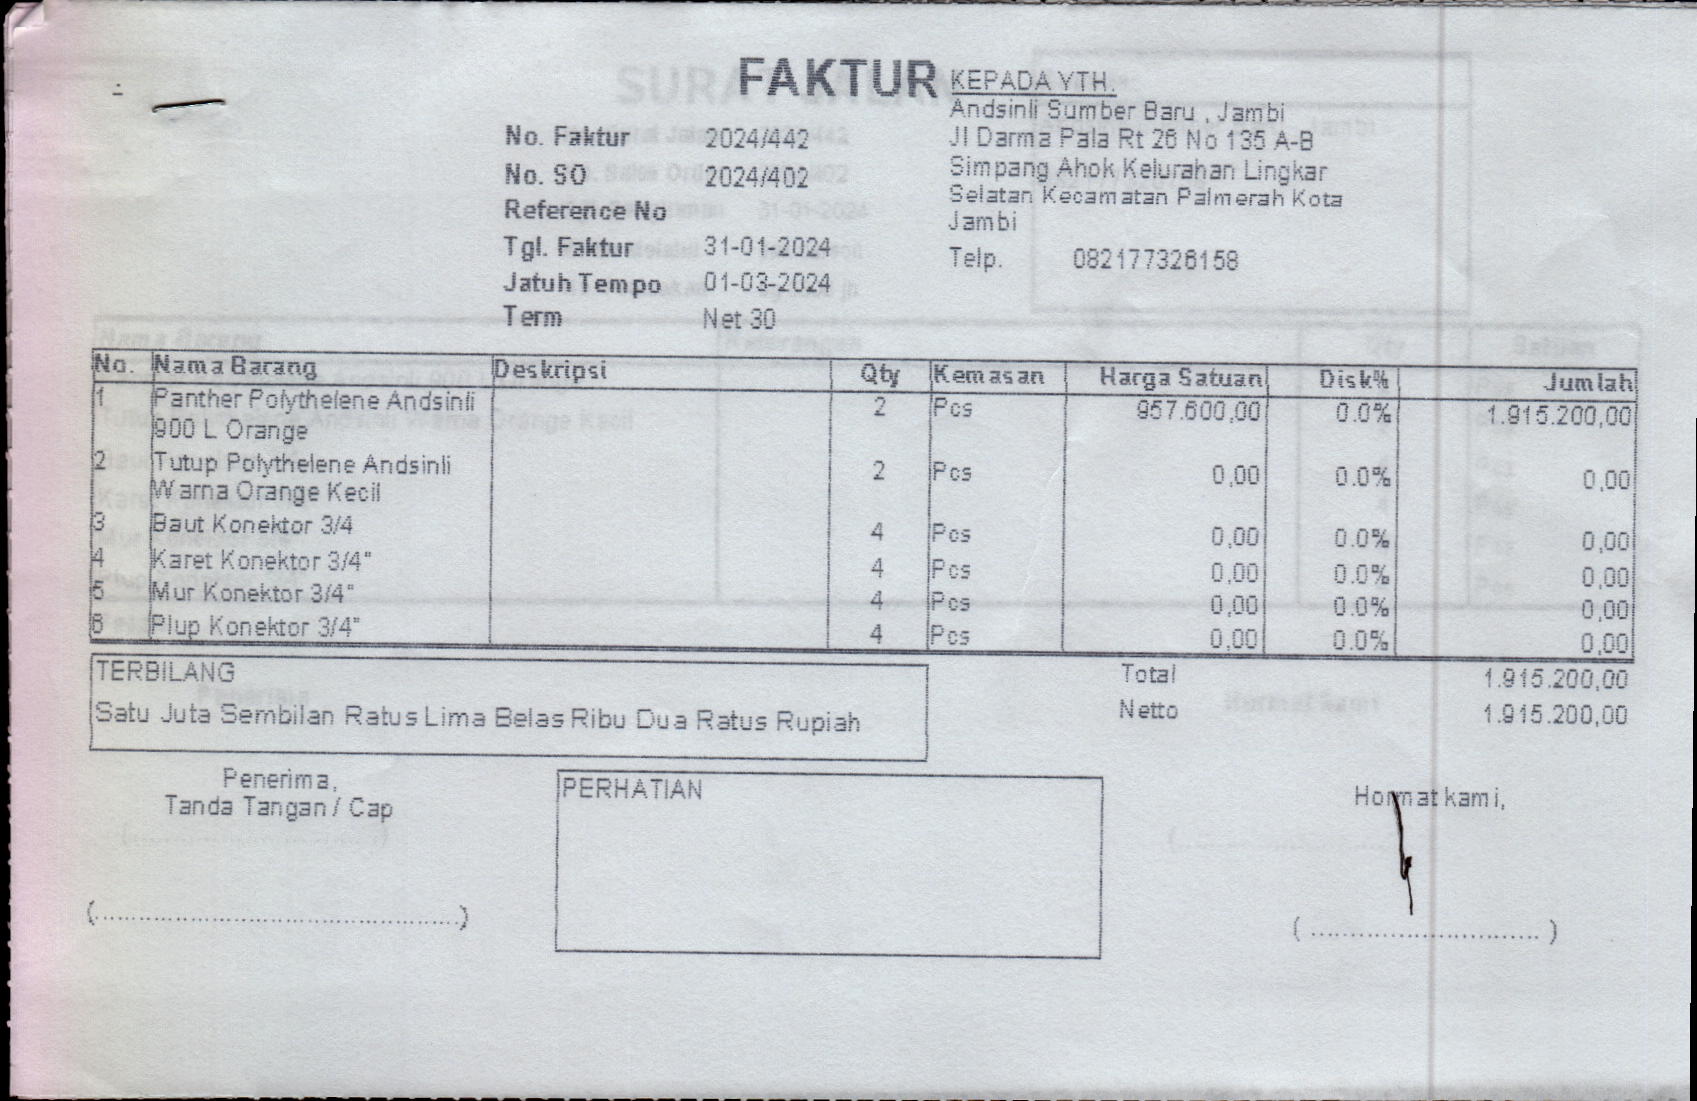 FAKTUR
No. Faktur 2024/442
No. SO 2024/402
Reference No
Tgl. Faktur 31-01-2024
Jatuh Tempo 01-03-2024
Term Net 30
KEPADA YTH.
Andsinli Sumber Baru , Jambi
Jl Darma Pala Rt 26 No 135 A-B
Simpang Ahok Kelurahan Lingkar
Selatan Kecamatan Palmerah Kota
Jambi
Telp. 082177326158
No. Nama Barang Deskripsi Qty Kemasan Harga Satuan Disk% Jumlah
1 Panther Polythelene Andsinli 2 Pcs 957.600,00 0.0% 1.915.200,00
900 L Orange
2 Tutup Polythelene Andsinli 2 Pcs 0,00 0.0% 0,00
Warna Orange Kecil
3 Baut Konektor 3/4 4 Pcs 0,00 0.0% 0,00
4 Karet Konektor 3/4" 4 Pcs 0,00 0.0% 0,00
5 Mur Konektor 3/4" 4 Pcs 0,00 0.0% 0,00
6 Plup Konektor 3/4" 4 Pcs 0,00 0.0% 0,00
TERBILANG
Satu Juta Sembilan Ratus Lima Belas Ribu Dua Ratus Rupiah
Total 1.915.200,00
Netto 1.915.200,00
Penerima,
Tanda Tangan / Cap
(..............................................)
PERHATIAN
Hormat kami,
( ............................. )